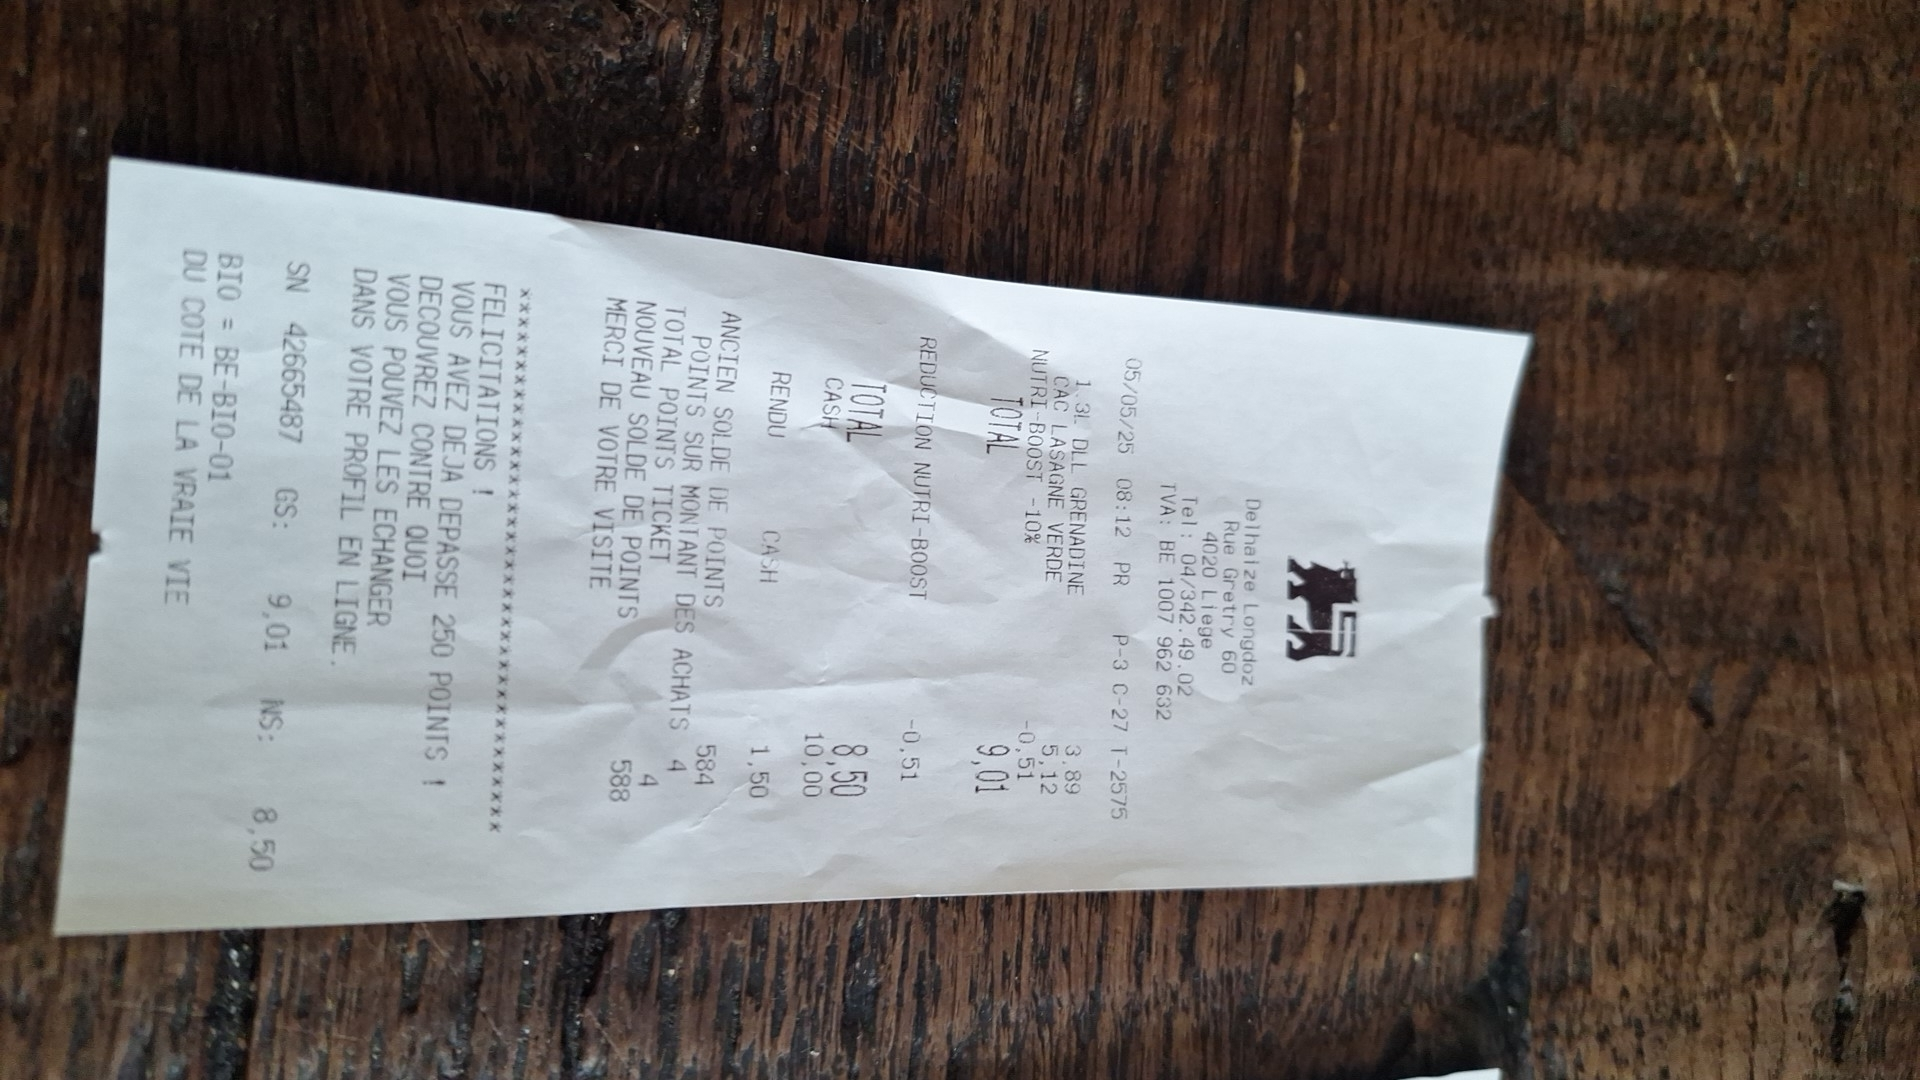 Delhaize Longdoz
Rue Gretry 60
4020 Liege
Tel: 04/342.49.02
TVA: BE 1007 962 632
05/05/25 08:12 PR P-3 C-27 T-2575
1.3L DLL GRENADINE 3,89
CAC LASAGNE VERDE 5,12
NUTRI-BOOST -10% -0,51
TOTAL 9,01
REDUCTION NUTRI-BOOST -0,51
TOTAL 8,50
CASH 10,00
RENDU CASH 1,50
ANCIEN SOLDE DE POINTS 584
POINTS SUR MONTANT DES ACHATS 4
TOTAL POINTS TICKET 4
NOUVEAU SOLDE DE POINTS 588
MERCI DE VOTRE VISITE
xxxxxxxxxxxxxxxxxxxxxxxxxxxxxxxxxxxxxx
FELICITATIONS !
VOUS AVEZ DEJA DEPASSE 250 POINTS !
DECOUVREZ CONTRE QUOI
VOUS POUVEZ LES ECHANGER
DANS VOTRE PROFIL EN LIGNE.
SN 426655487 GS: 9,01 NS: 8,50
BIO = BE-BIO-01
DU COTE DE LA VRAIE VIE